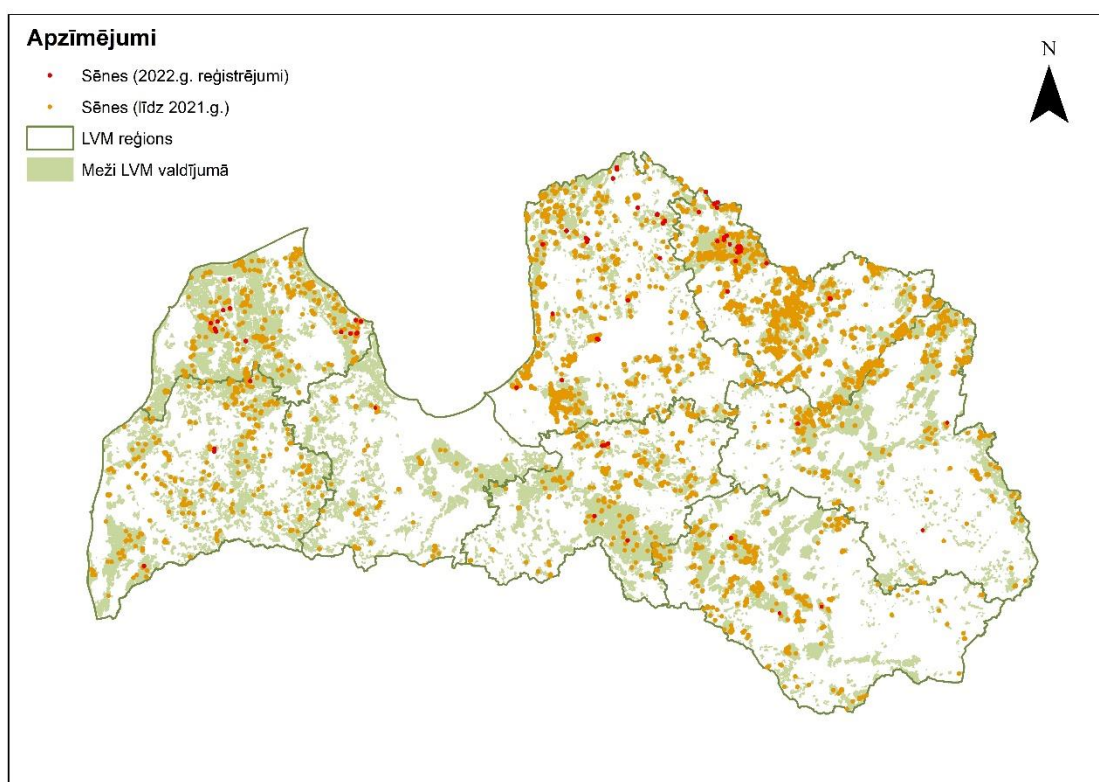 Apzīmējumi
Sēnes (2022.g. reģistrējumi)
Sēnes (līdz 2021.g.)
LVM reģions
Meži LVM valdījumā
N